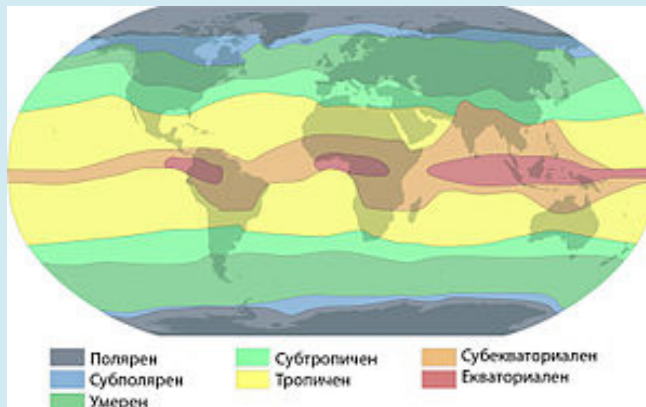 Полярен
Субполярен
Умерен
Субтропичен
Тропичен
Субекваториален
Екваториален